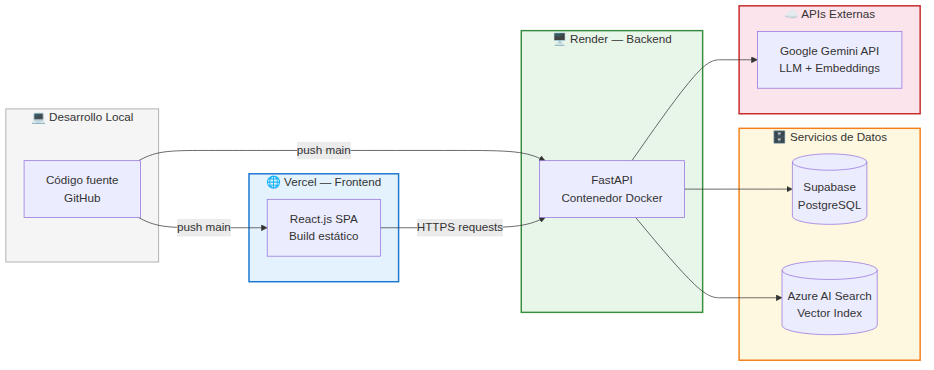 💻 Desarrollo Local
Código fuente
GitHub
push main
push main
🌐 Vercel — Frontend
React.js SPA
Build estático
HTTPS requests
🖥️ Render — Backend
FastAPI
Contenedor Docker
☁️ APIs Externas
Google Gemini API
LLM + Embeddings
🗄️ Servicios de Datos
Supabase
PostgreSQL
Azure AI Search
Vector Index